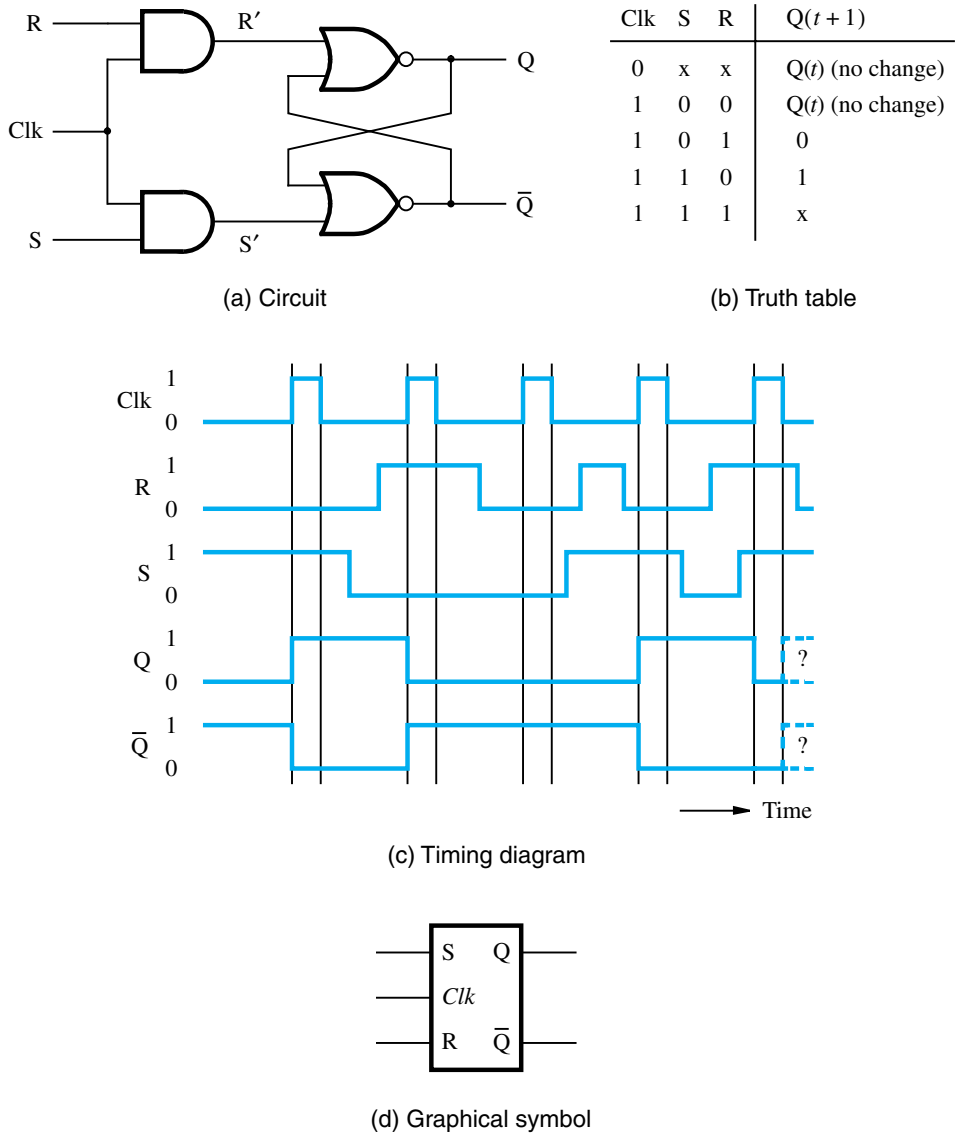 R
R′
Q
Clk
S
S′
Q̅
(a) Circuit
Clk S R Q(t + 1)
0 x x Q(t) (no change)
1 0 0 Q(t) (no change)
1 0 1 0
1 1 0 1
1 1 1 x
(b) Truth table
1
Clk
0
1
R
0
1
S
0
1
Q ?
0
1
Q̅ ?
0
Time
(c) Timing diagram
S Q
Clk
R Q̅
(d) Graphical symbol